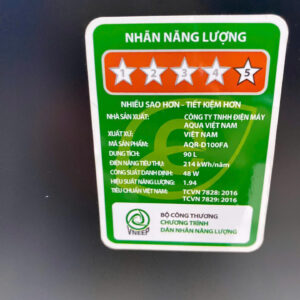 NHÃN NĂNG LƯỢNG
1 2 3 4 5
NHIỀU SAO HƠN - TIẾT KIỆM HƠN
NHÀ SẢN XUẤT: CÔNG TY TNHH ĐIỆN MÁY
AQUA VIỆT NAM
XUẤT XỨ: VIỆT NAM
MÃ SẢN PHẨM: AQR-D100FA
DUNG TÍCH: 90 L
ĐIỆN NĂNG TIÊU THỤ: 214 kWh/năm
CÔNG SUẤT DANH ĐỊNH: 48 W
HIỆU SUẤT NĂNG LƯỢNG: 1.94
TIÊU CHUẨN VIỆT NAM: TCVN 7828: 2016
TCVN 7829: 2016
BỘ CÔNG THƯƠNG
CHƯƠNG TRÌNH
DÁN NHÃN NĂNG LƯỢNG
VNEEP